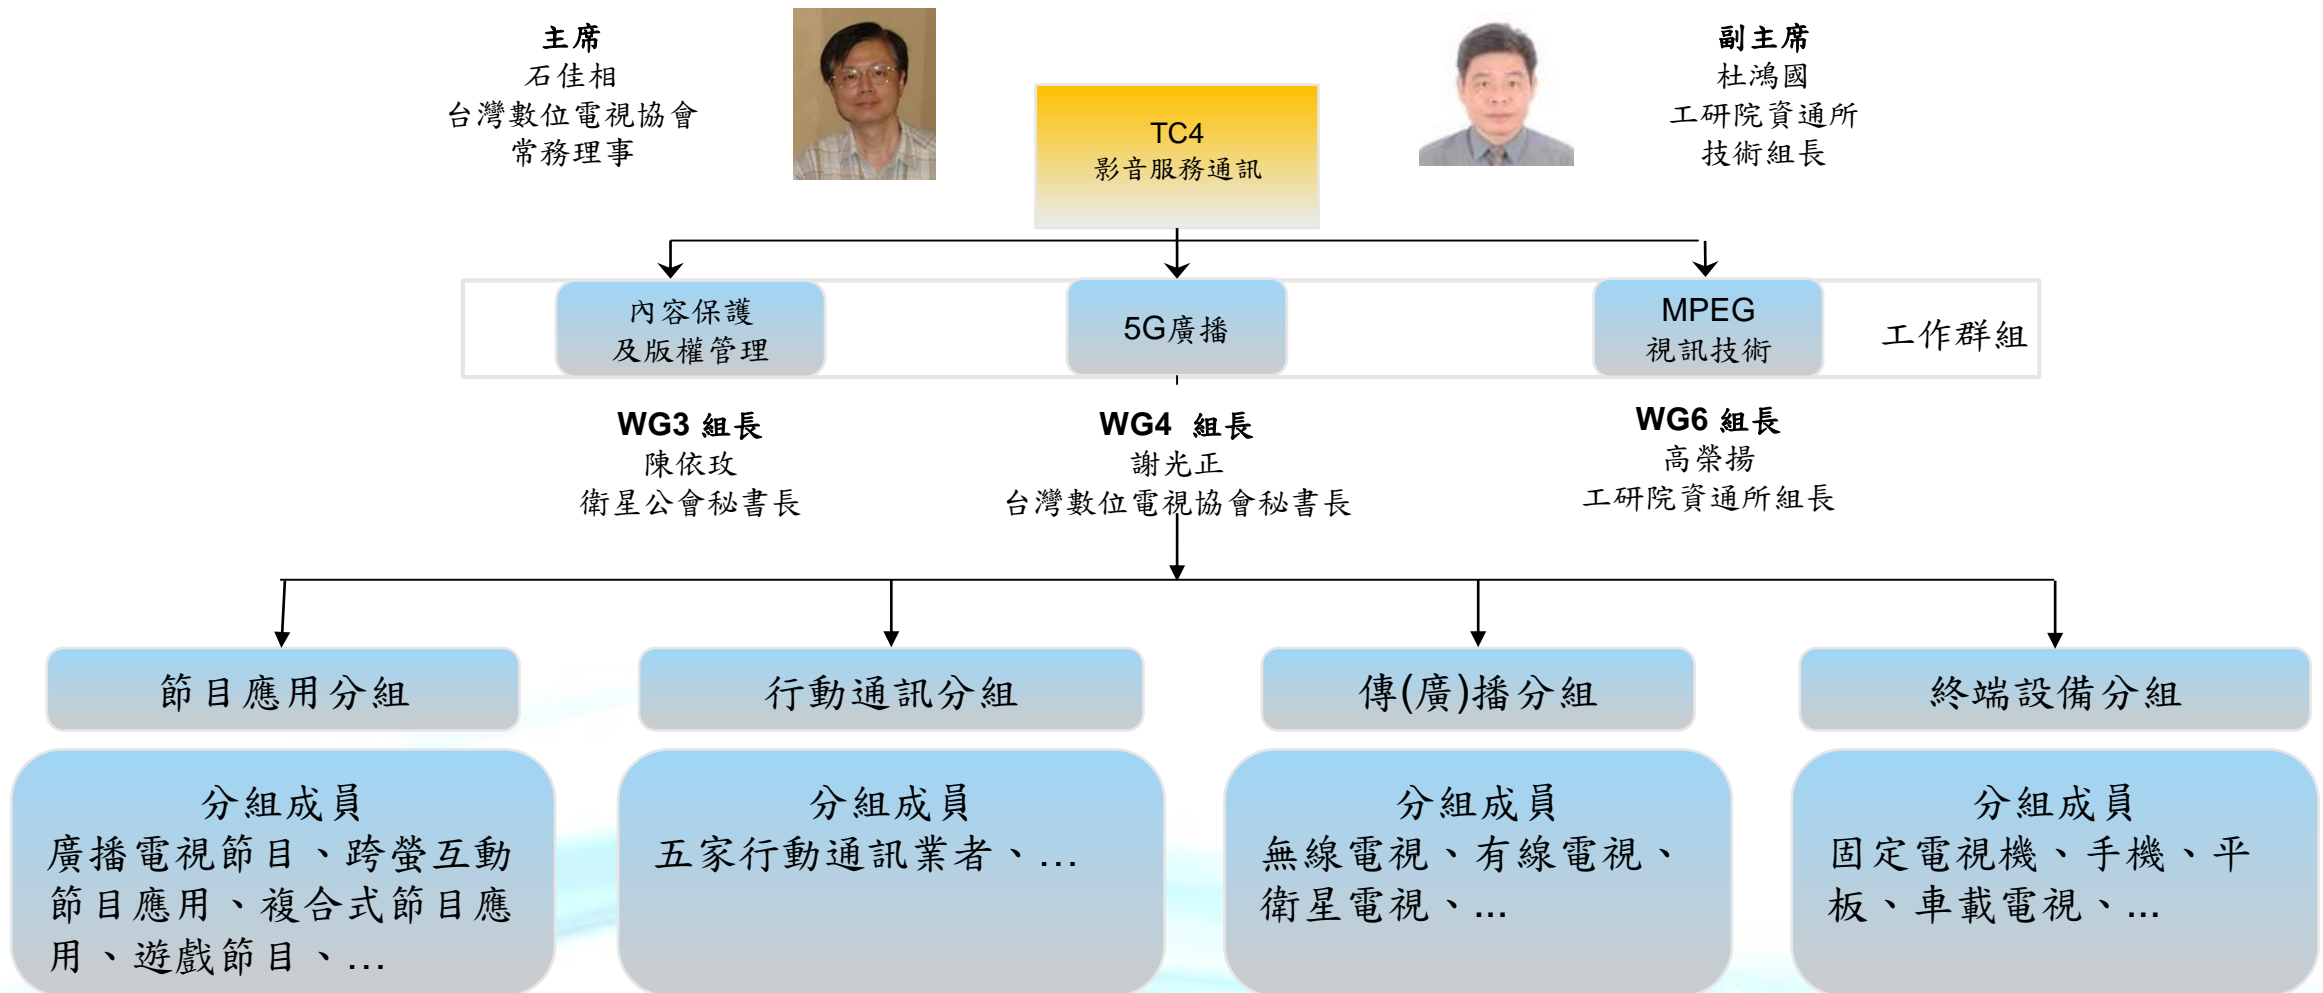 主席
石佳相
台灣數位電視協會
常務理事
TC4
影音服務通訊
副主席
杜鴻國
工研院資通所
技術組長
內容保護
及版權管理
5G廣播
MPEG
視訊技術
工作群組
WG3 組長
陳依玫
衛星公會秘書長
WG4 組長
謝光正
台灣數位電視協會秘書長
WG6 組長
高榮揚
工研院資通所組長
節目應用分組
行動通訊分組
傳(廣)播分組
終端設備分組
分組成員
廣播電視節目、跨螢互動
節目應用、複合式節目應
用、遊戲節目、…
分組成員
五家行動通訊業者、…
分組成員
無線電視、有線電視、
衛星電視、...
分組成員
固定電視機、手機、平
板、車載電視、...